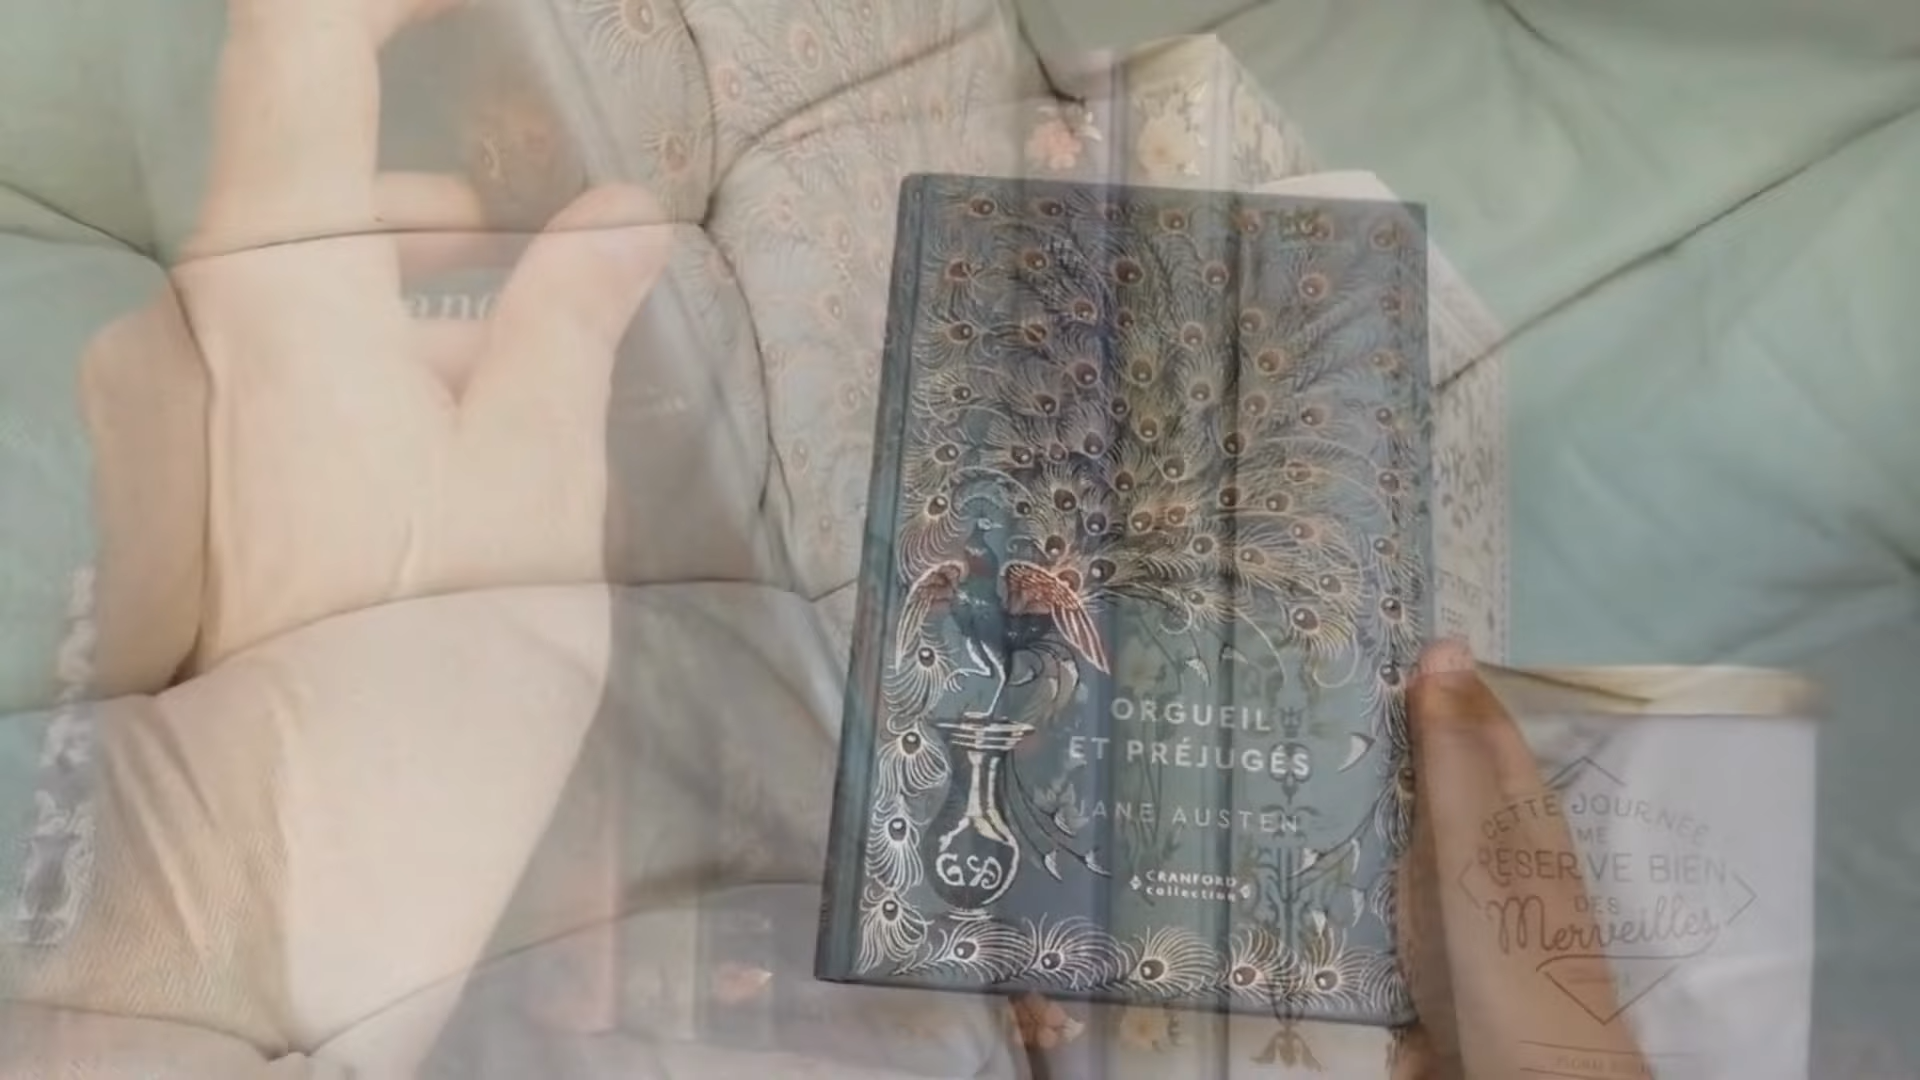 ORGUEIL
ET PRÉJUGÉS
JANE AUSTEN
CRANFORD
collection
CETTE JOURNÉE
ME
RÉSERVE BIEN
DES
Merveilles